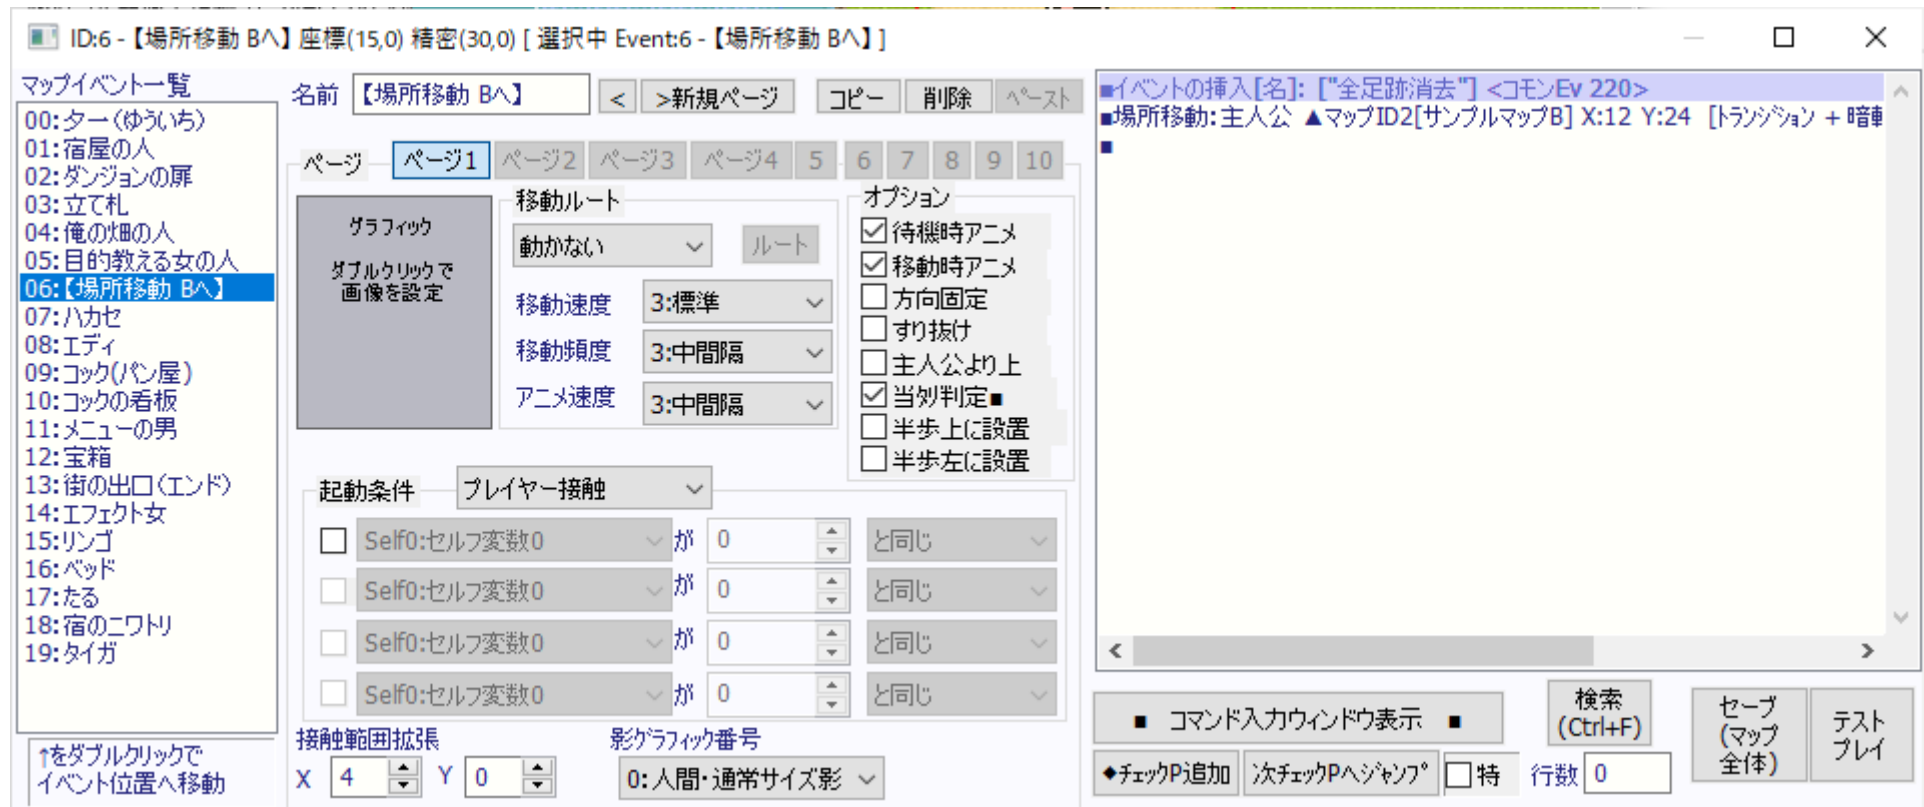 ID:6 - 【場所移動 Bへ】 座標(15,0) 精密(30,0) [ 選択中 Event:6 - 【場所移動 Bへ】 ]
マップイベント一覧
00:ター(ゆういち)
01:宿屋の人
02:ダンジョンの扉
03:立て札
04:俺の畑の人
05:目的教える女の人
06:【場所移動 Bへ】
07:ハカセ
08:エディ
09:コック(パン屋)
10:コックの看板
11:メニューの男
12:宝箱
13:街の出口(エンド)
14:エフェクト女
15:リンゴ
16:ベッド
17:たる
18:宿のニワトリ
19:タイガ
↑をダブルクリックで
イベント位置へ移動
名前 【場所移動 Bへ】 < >新規ページ コピー 削除 ペースト
ページ ページ1 ページ2 ページ3 ページ4 5 6 7 8 9 10
グラフィック
ダブルクリックで
画像を設定
移動ルート
動かない ルート
移動速度 3:標準
移動頻度 3:中間隔
アニメ速度 3:中間隔
オプション
待機時アニメ
移動時アニメ
方向固定
すり抜け
主人公より上
当列判定■
半歩上に設置
半歩左に設置
起動条件 プレイヤー接触
Self0:セルフ変数0 が 0 と同じ
Self0:セルフ変数0 が 0 と同じ
Self0:セルフ変数0 が 0 と同じ
Self0:セルフ変数0 が 0 と同じ
接触範囲拡張
X 4 Y 0
影グラフィック番号
0:人間・通常サイズ影
■イベントの挿入[名]: ["全足跡消去"] <コモンEv 220>
■場所移動:主人公 ▲マップID2[サンプルマップB] X:12 Y:24 [トランジション + 暗転
■
■ コマンド入力ウィンドウ表示 ■
検索
(Ctrl+F)
セーブ
(マップ
全体)
テスト
プレイ
◆チェックP追加 次チェックPへジャンプ 特 行数 0